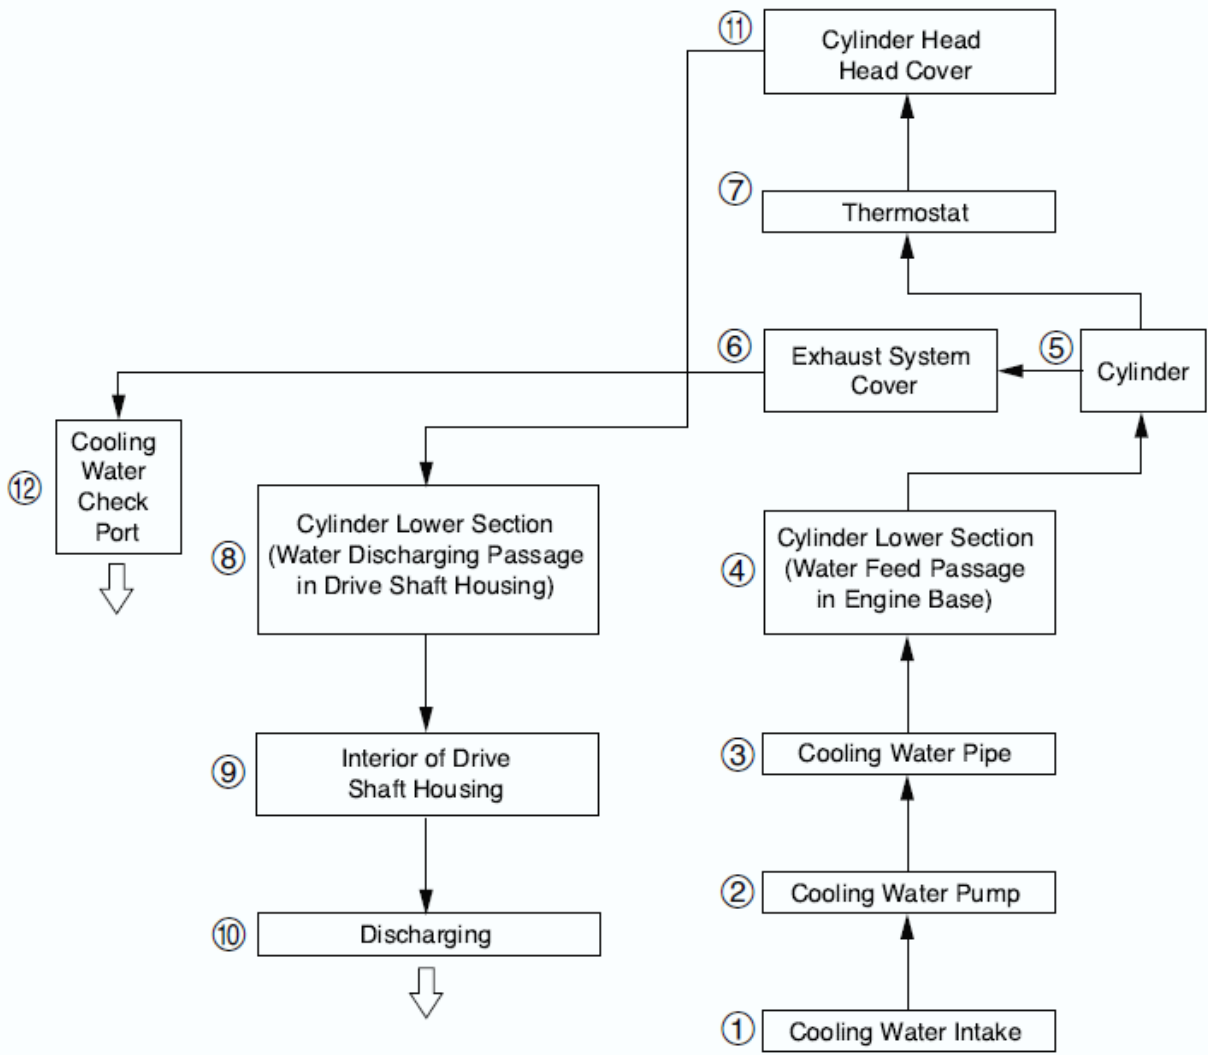 ⑪
Cylinder Head
Head Cover
⑦
Thermostat
⑥
Exhaust System
Cover
⑤
Cylinder
⑫
Cooling
Water
Check
Port
⑧
Cylinder Lower Section
(Water Discharging Passage
in Drive Shaft Housing)
④
Cylinder Lower Section
(Water Feed Passage
in Engine Base)
⑨
Interior of Drive
Shaft Housing
③
Cooling Water Pipe
②
Cooling Water Pump
⑩
Discharging
①
Cooling Water Intake